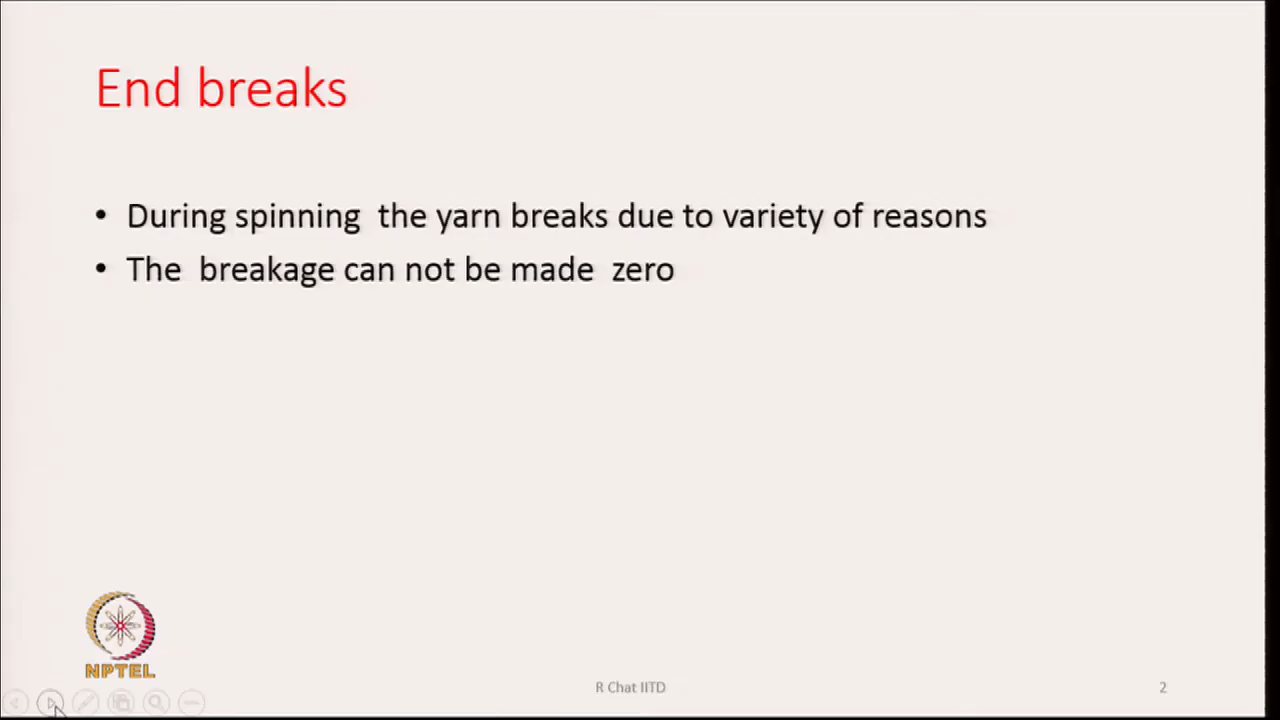 End breaks
• During spinning the yarn breaks due to variety of reasons
• The breakage can not be made zero
NPTEL
R Chat IITD
2